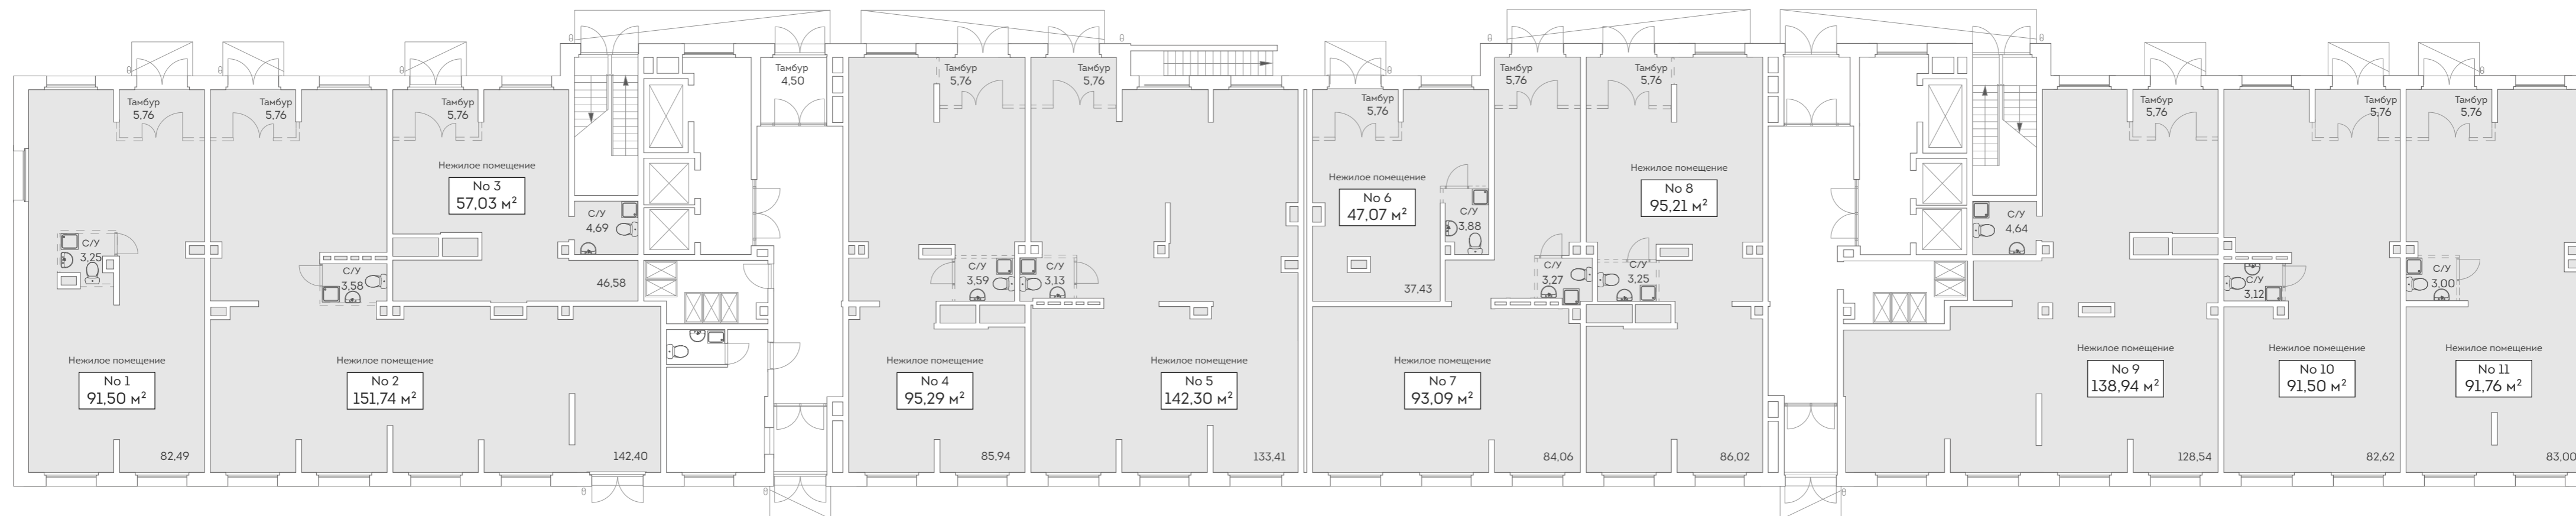 Тамбур
5,76
Тамбур
5,76
С/У
3,25
С/У
3,58
Нежилое помещение
No 1
91,50 м²
82,49
Нежилое помещение
No 2
151,74 м²
142,40
Тамбур
5,76
Нежилое помещение
No 3
57,03 м²
С/У
4,69
46,58
Тамбур
4,50
Тамбур
5,76
С/У
3,59
Нежилое помещение
No 4
95,29 м²
85,94
Тамбур
5,76
С/У
3,13
Нежилое помещение
No 5
142,30 м²
133,41
Тамбур
5,76
Нежилое помещение
No 6
47,07 м²
С/У
3,88
37,43
Тамбур
5,76
С/У
3,27
Нежилое помещение
No 7
93,09 м²
84,06
Тамбур
5,76
Нежилое помещение
No 8
95,21 м²
С/У
3,25
86,02
Тамбур
5,76
С/У
4,64
Нежилое помещение
No 9
138,94 м²
128,54
Тамбур
5,76
С/У
3,12
Нежилое помещение
No 10
91,50 м²
82,62
Тамбур
5,76
С/У
3,00
Нежилое помещение
No 11
91,76 м²
83,00